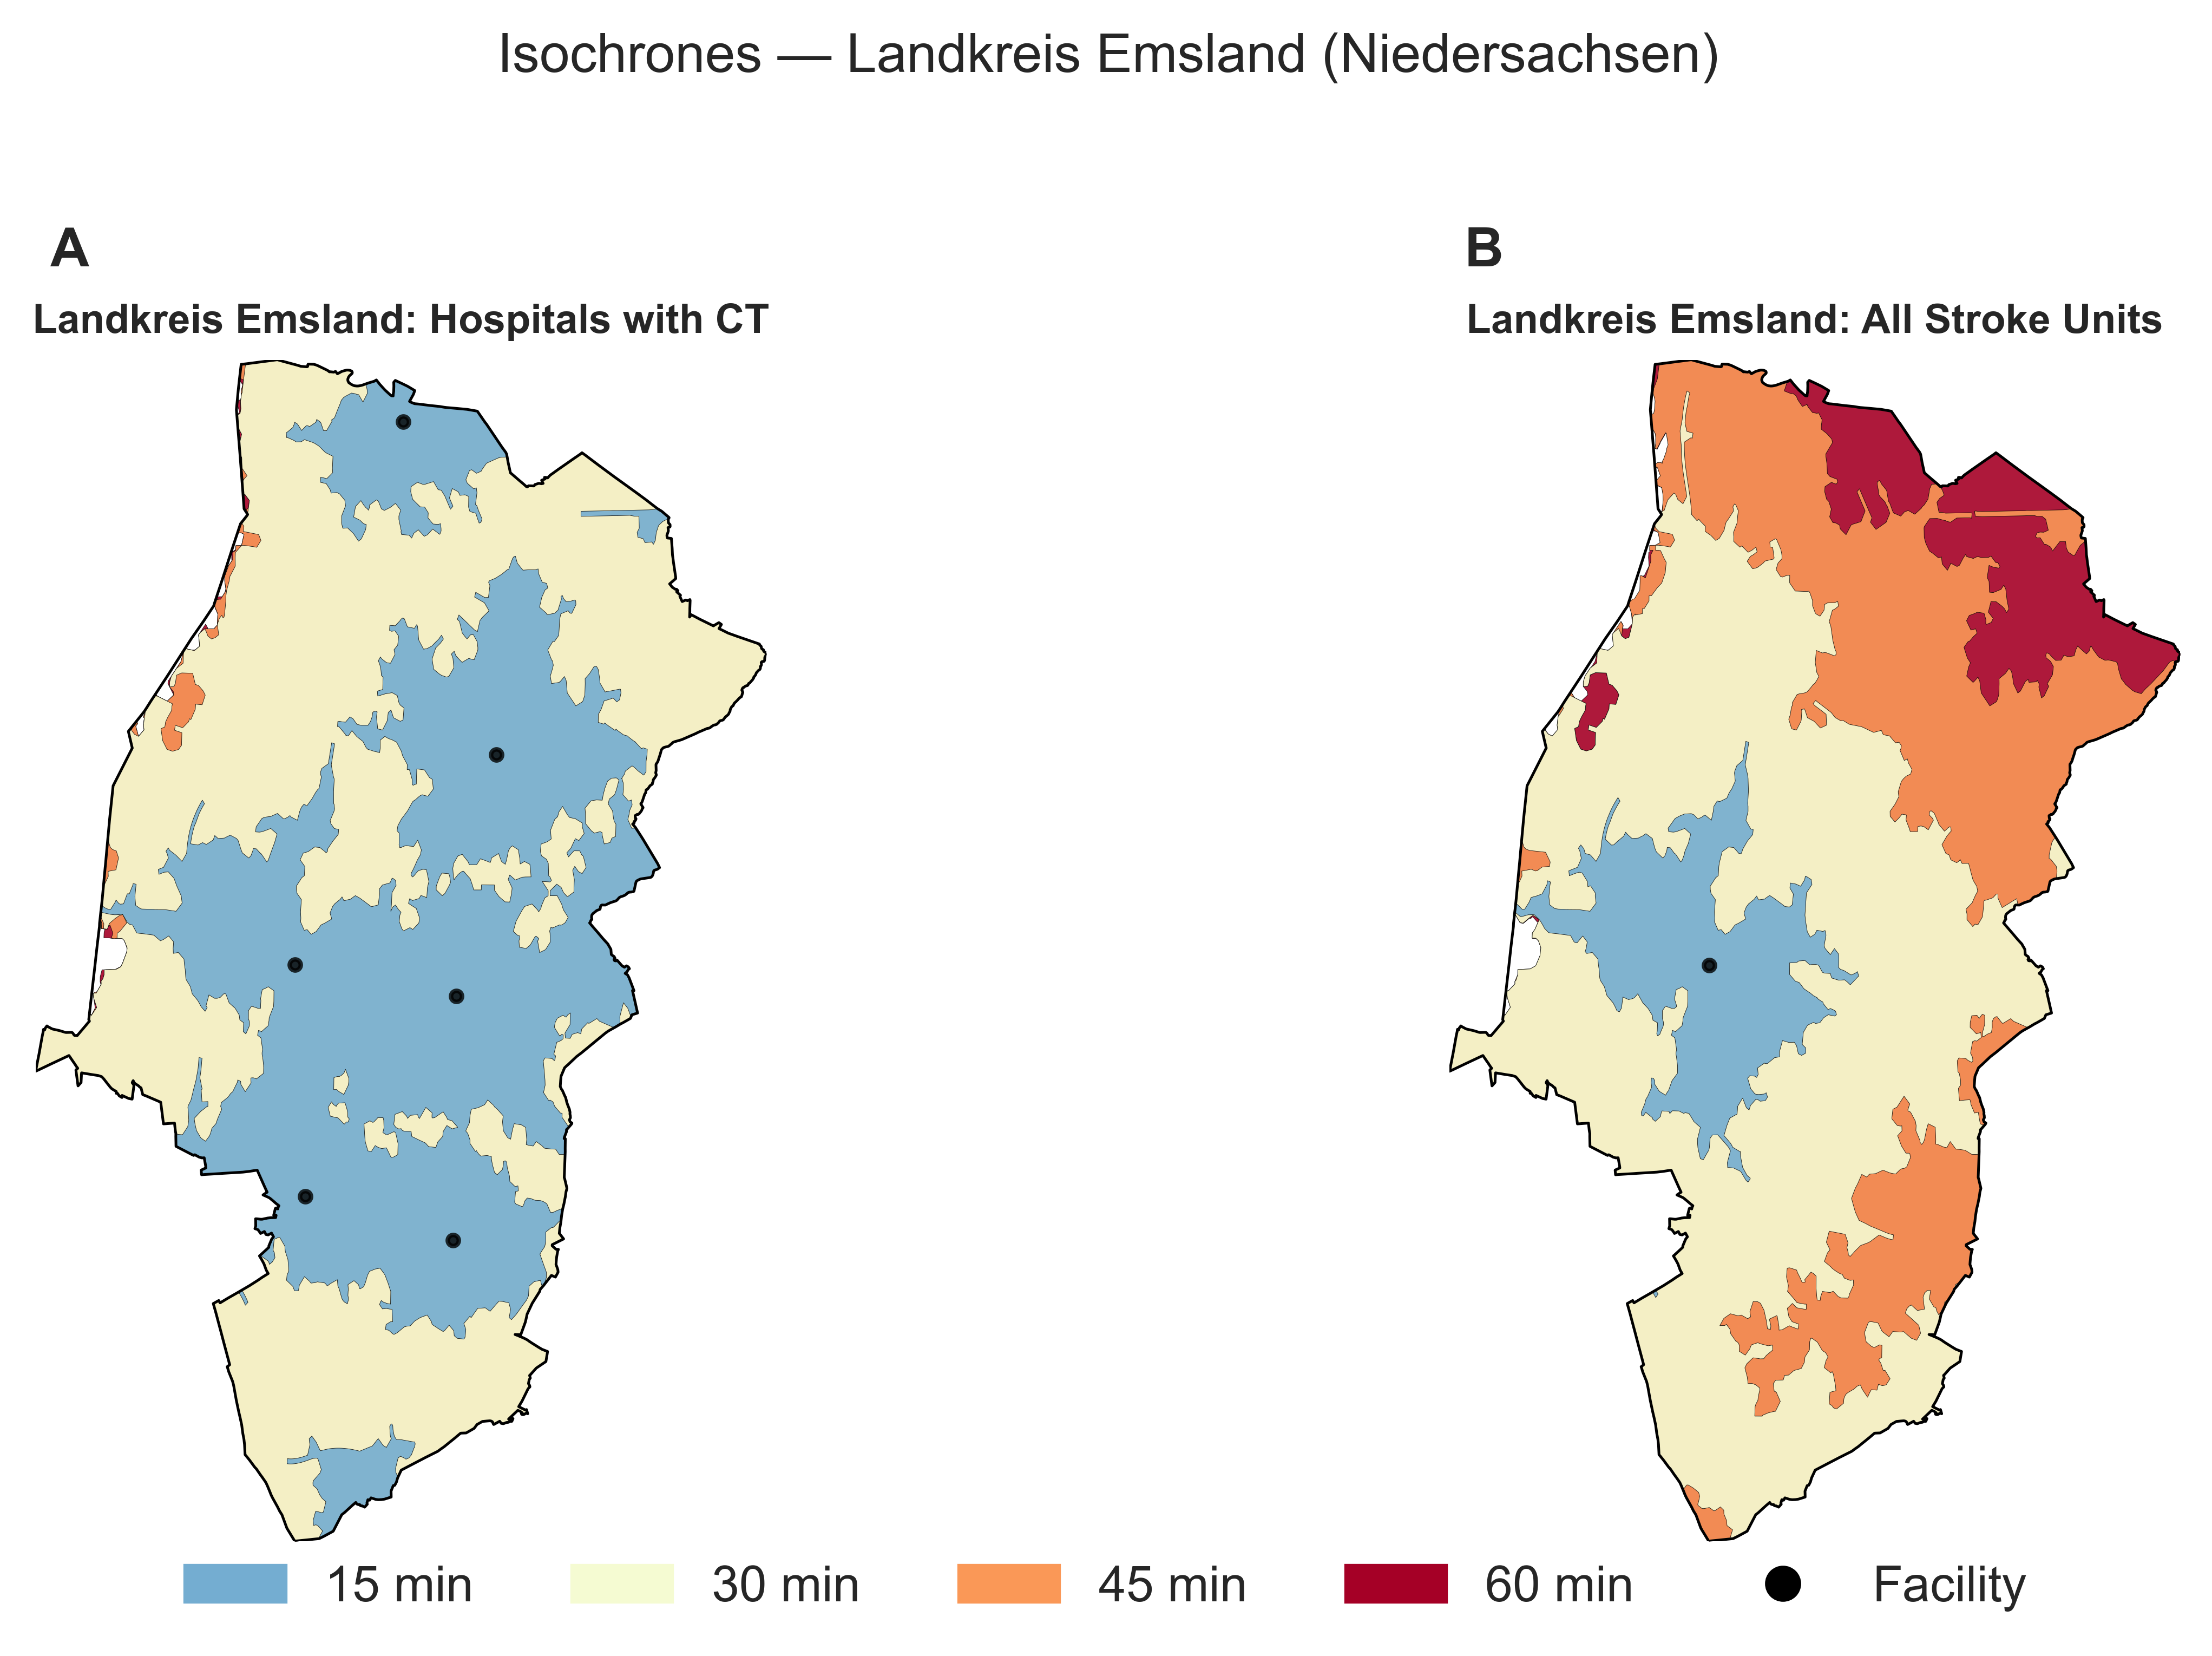 Isochrones — Landkreis Emsland (Niedersachsen)
A
Landkreis Emsland: Hospitals with CT
B
Landkreis Emsland: All Stroke Units
15 min
30 min
45 min
60 min
Facility